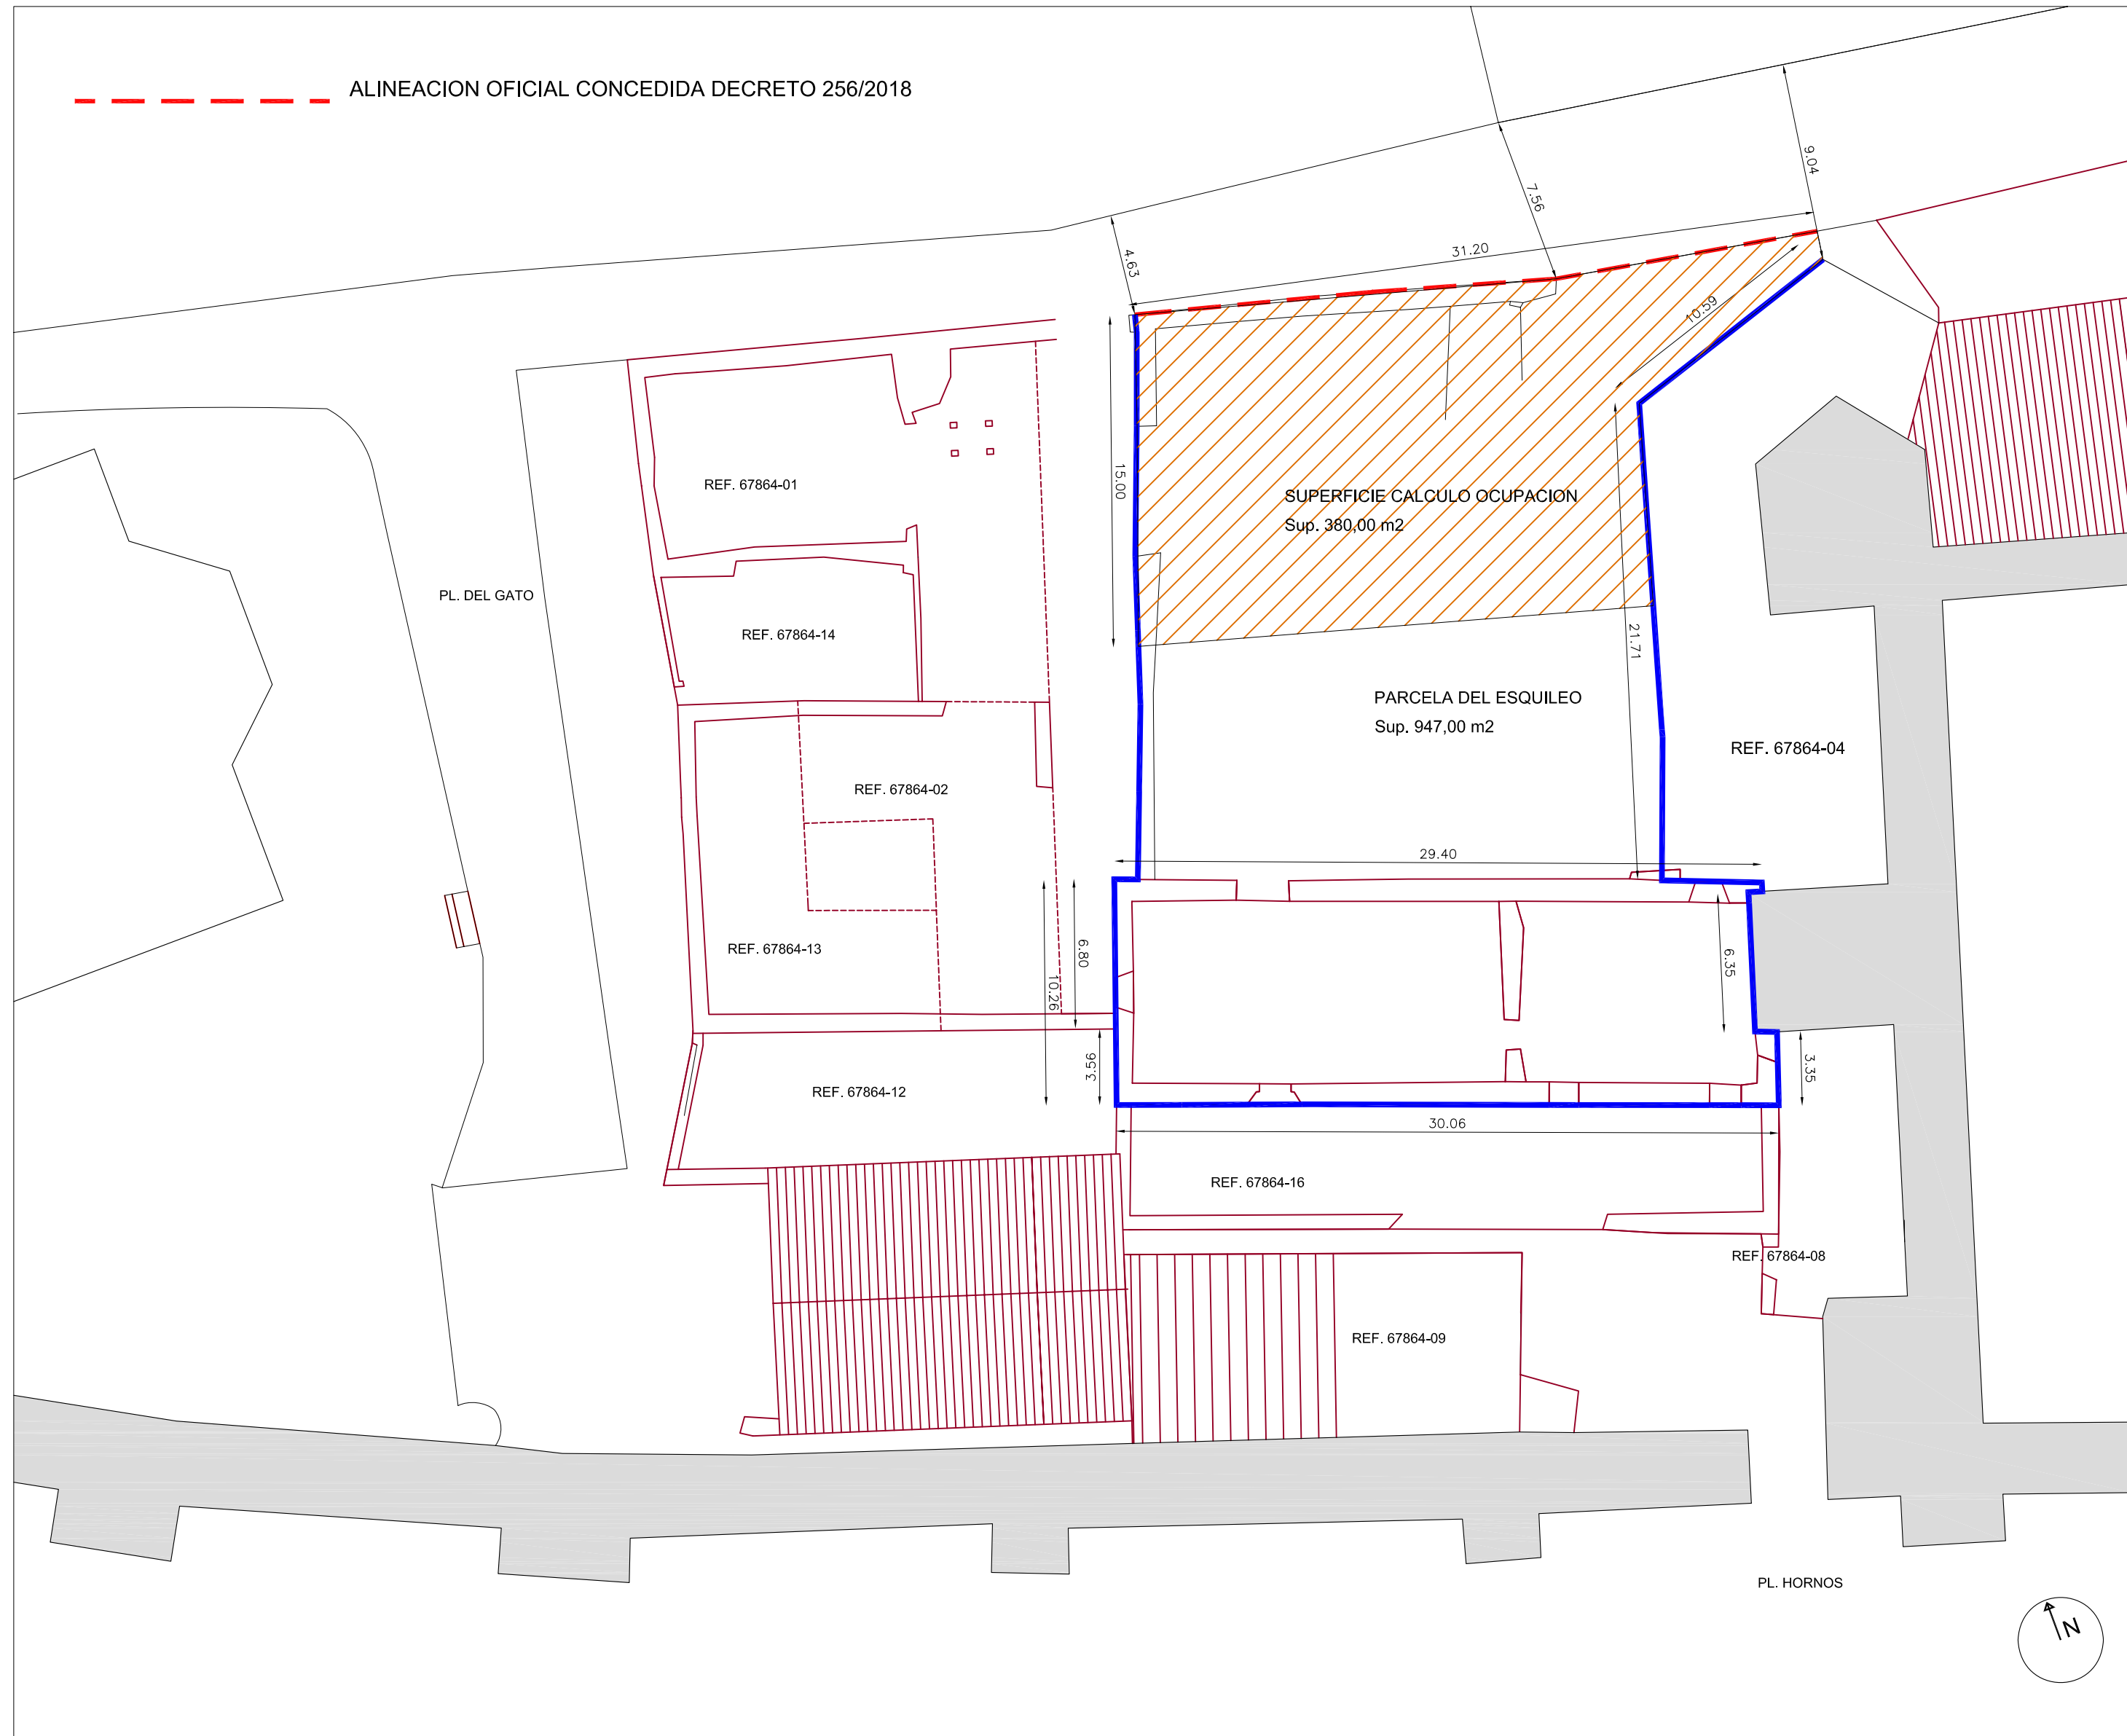 ALINEACION OFICIAL CONCEDIDA DECRETO 256/2018
9.04
7.56
31.20
4.63
10.59
15.00
REF. 67864-01
SUPERFICIE CALCULO OCUPACION
Sup. 380,00 m2
PL. DEL GATO
REF. 67864-14
21.71
PARCELA DEL ESQUILEO
Sup. 947,00 m2
REF. 67864-04
REF. 67864-02
29.40
REF. 67864-13
6.80
10.26
6.35
3.56
3.35
REF. 67864-12
30.06
REF. 67864-16
REF. 67864-08
REF. 67864-09
PL. HORNOS
N